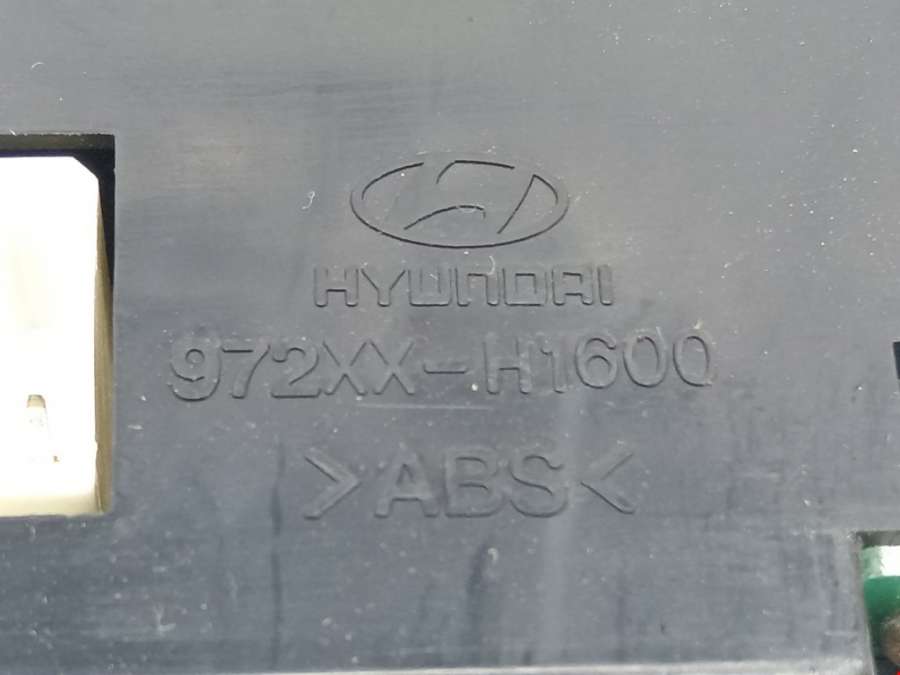 HYUNDAI
972XX-H1600
>ABS<